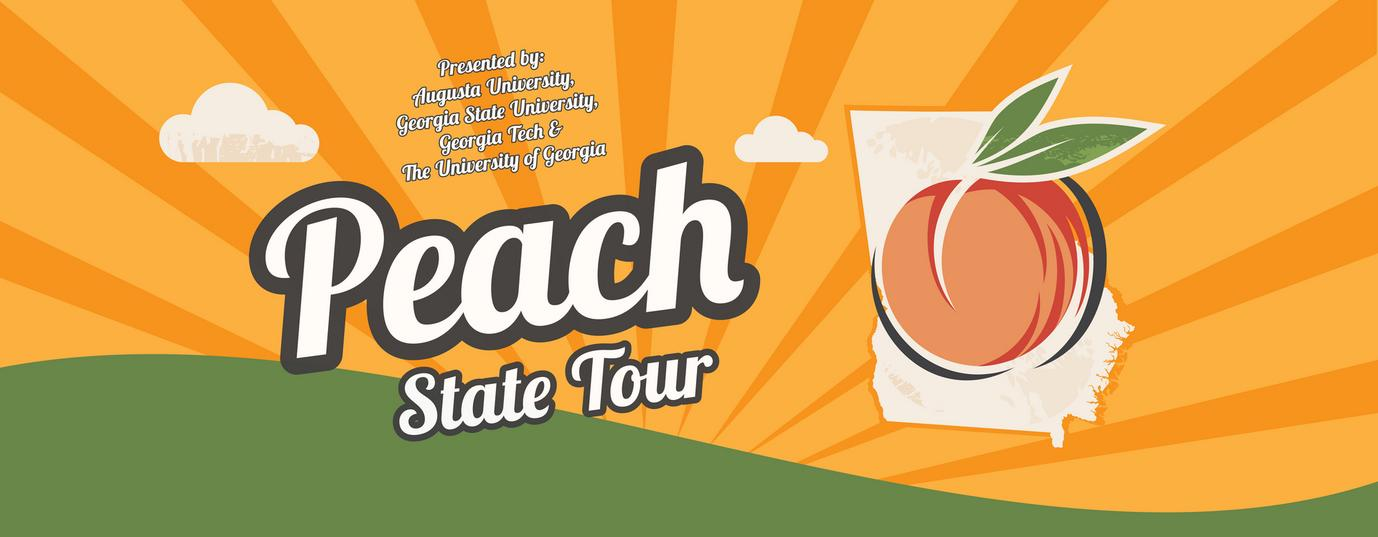 Presented by:
Augusta University,
Georgia State University,
Georgia Tech &
The University of Georgia
Peach
State Tour